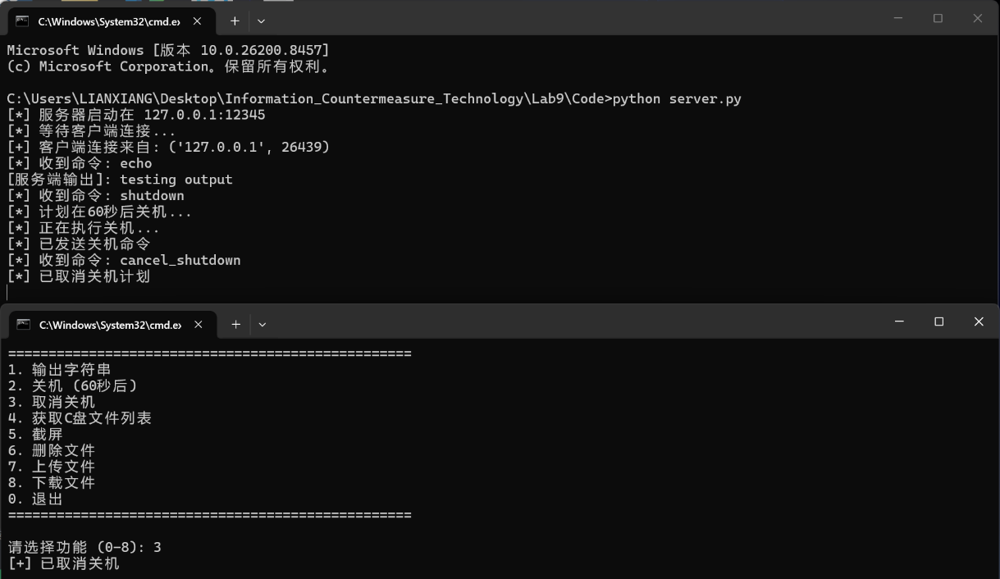 C:\Windows\System32\cmd.e›
Microsoft Windows [版本 10.0.26200.8457]
(c) Microsoft Corporation。保留所有权利。
C:\Users\LIANXIANG\Desktop\Information_Countermeasure_Technology\Lab9\Code>python server.py
[*] 服务器启动在 127.0.0.1:12345
[*] 等待客户端连接...
[+] 客户端连接来自: ('127.0.0.1', 26439)
[*] 收到命令: echo
[服务端输出]: testing output
[*] 收到命令: shutdown
[*] 计划在60秒后关机...
[*] 正在执行关机...
[*] 已发送关机命令
[*] 收到命令: cancel_shutdown
[*] 已取消关机计划
C:\Windows\System32\cmd.e›
==================================================
1. 输出字符串
2. 关机 (60秒后)
3. 取消关机
4. 获取C盘文件列表
5. 截屏
6. 删除文件
7. 上传文件
8. 下载文件
0. 退出
==================================================
请选择功能 (0-8): 3
[+] 已取消关机